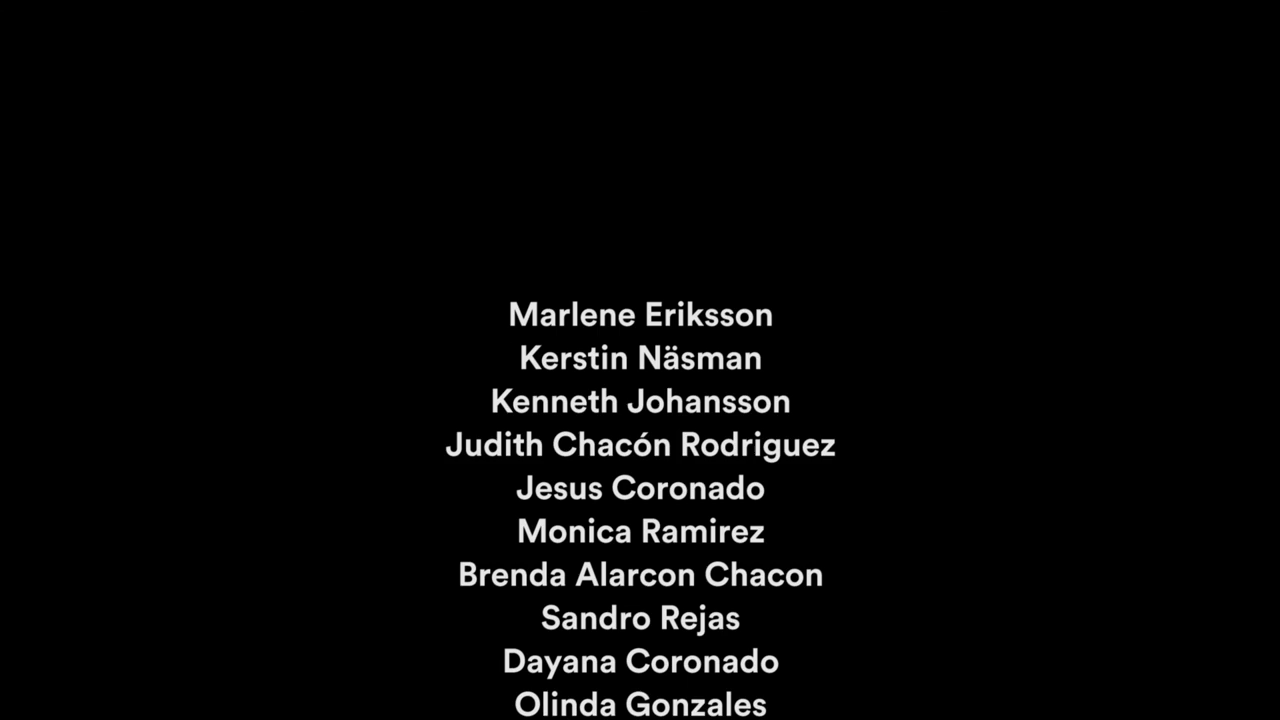 Marlene Eriksson
Kerstin Näsman
Kenneth Johansson
Judith Chacón Rodriguez
Jesus Coronado
Monica Ramirez
Brenda Alarcon Chacon
Sandro Rejas
Dayana Coronado
Olinda Gonzales